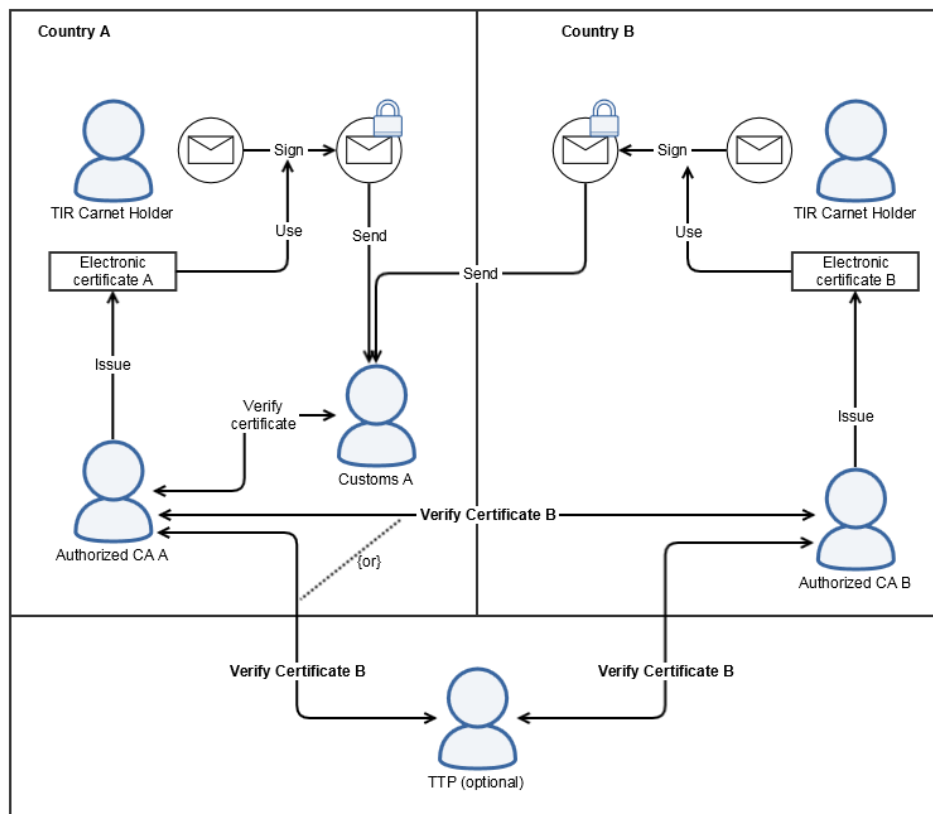 Country A
Country B
Sign
Sign
TIR Carnet Holder
TIR Carnet Holder
Use
Send
Use
Electronic
certificate A
Send
Electronic
certificate B
Issue
Verify
certificate
Issue
Customs A
Verify Certificate B
Authorized CA A
{or}
Authorized CA B
Verify Certificate B
Verify Certificate B
TTP (optional)